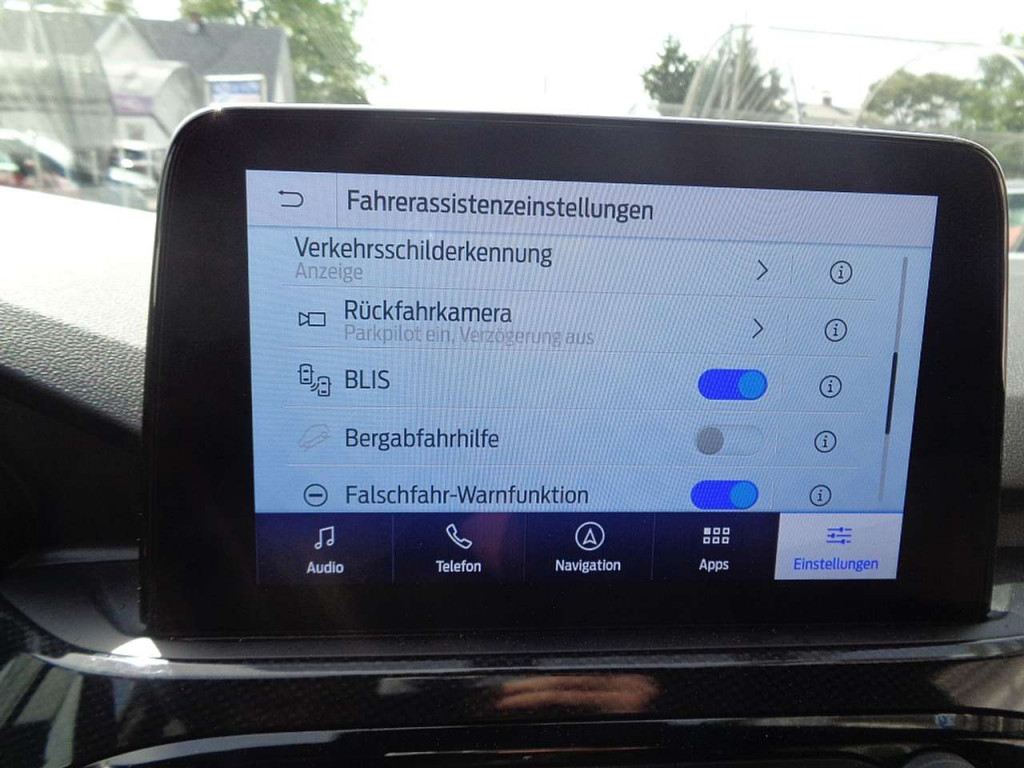 Fahrerassistenzeinstellungen
Verkehrsschilderkennung
Anzeige
Rückfahrkamera
Parkpilot ein, Verzögerung aus
BLIS
Bergabfahrhilfe
Falschfahr-Warnfunktion
Audio
Telefon
Navigation
Apps
Einstellungen